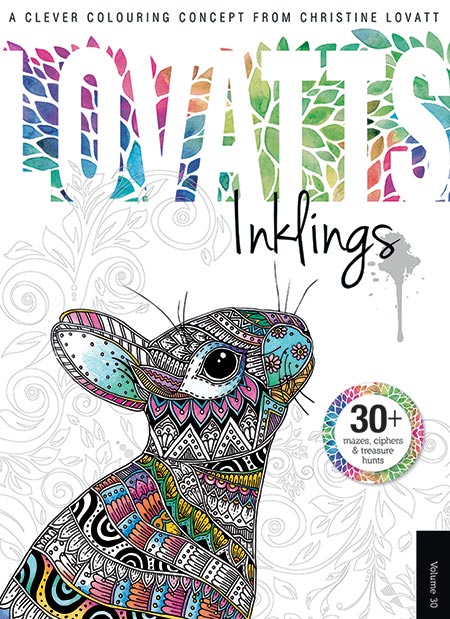 A CLEVER COLOURING CONCEPT FROM CHRISTINE LOVATT
LOVATTS
Inklings
30+
mazes, ciphers
& treasure
hunts
Volume 30